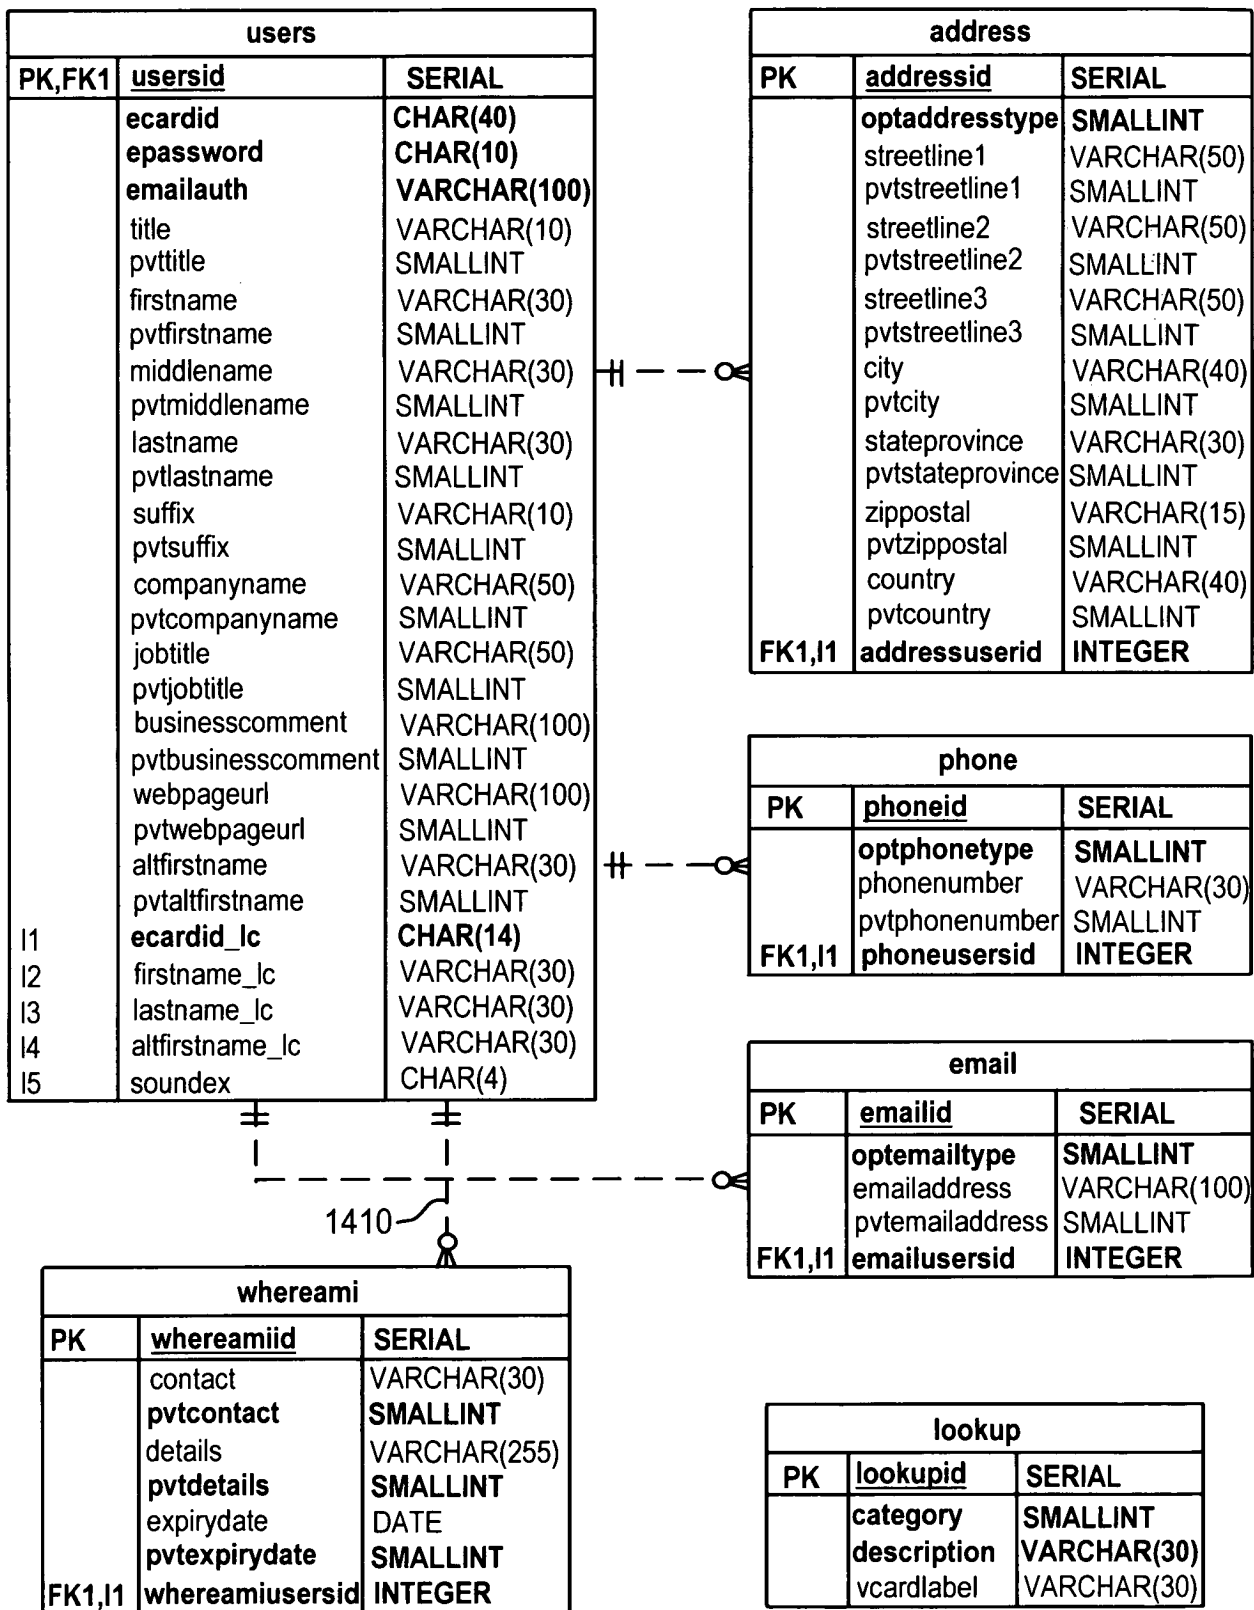 users
PK,FK1 usersid SERIAL
ecardid CHAR(40)
epassword CHAR(10)
emailauth VARCHAR(100)
title VARCHAR(10)
pvttitle SMALLINT
firstname VARCHAR(30)
pvtfirstname SMALLINT
middlename VARCHAR(30)
pvtmiddlename SMALLINT
lastname VARCHAR(30)
pvtlastname SMALLINT
suffix VARCHAR(10)
pvtsuffix SMALLINT
companyname VARCHAR(50)
pvtcompanyname SMALLINT
jobtitle VARCHAR(50)
pvtjobtitle SMALLINT
businesscomment VARCHAR(100)
pvtbusinesscomment SMALLINT
webpageurl VARCHAR(100)
pvtwebpageurl SMALLINT
altfirstname VARCHAR(30)
pvtaltfirstname SMALLINT
I1 ecardid_lc CHAR(14)
I2 firstname_lc VARCHAR(30)
I3 lastname_lc VARCHAR(30)
I4 altfirstname_lc VARCHAR(30)
I5 soundex CHAR(4)
address
PK addressid SERIAL
optaddresstype SMALLINT
streetline1 VARCHAR(50)
pvtstreetline1 SMALLINT
streetline2 VARCHAR(50)
pvtstreetline2 SMALLINT
streetline3 VARCHAR(50)
pvtstreetline3 SMALLINT
city VARCHAR(40)
pvtcity SMALLINT
stateprovince VARCHAR(30)
pvtstateprovince SMALLINT
zippostal VARCHAR(15)
pvtzippostal SMALLINT
country VARCHAR(40)
pvtcountry SMALLINT
FK1,I1 addressuserid INTEGER
phone
PK phoneid SERIAL
optphonetype SMALLINT
phonenumber VARCHAR(30)
pvtphonenumber SMALLINT
FK1,I1 phoneusersid INTEGER
email
PK emailid SERIAL
optemailtype SMALLINT
emailaddress VARCHAR(100)
pvtemailaddress SMALLINT
FK1,I1 emailusersid INTEGER
1410
whereami
PK whereamiid SERIAL
contact VARCHAR(30)
pvtcontact SMALLINT
details VARCHAR(255)
pvtdetails SMALLINT
expirydate DATE
pvtexpirydate SMALLINT
FK1,I1 whereamiusersid INTEGER
lookup
PK lookupid SERIAL
category SMALLINT
description VARCHAR(30)
vcardlabel VARCHAR(30)